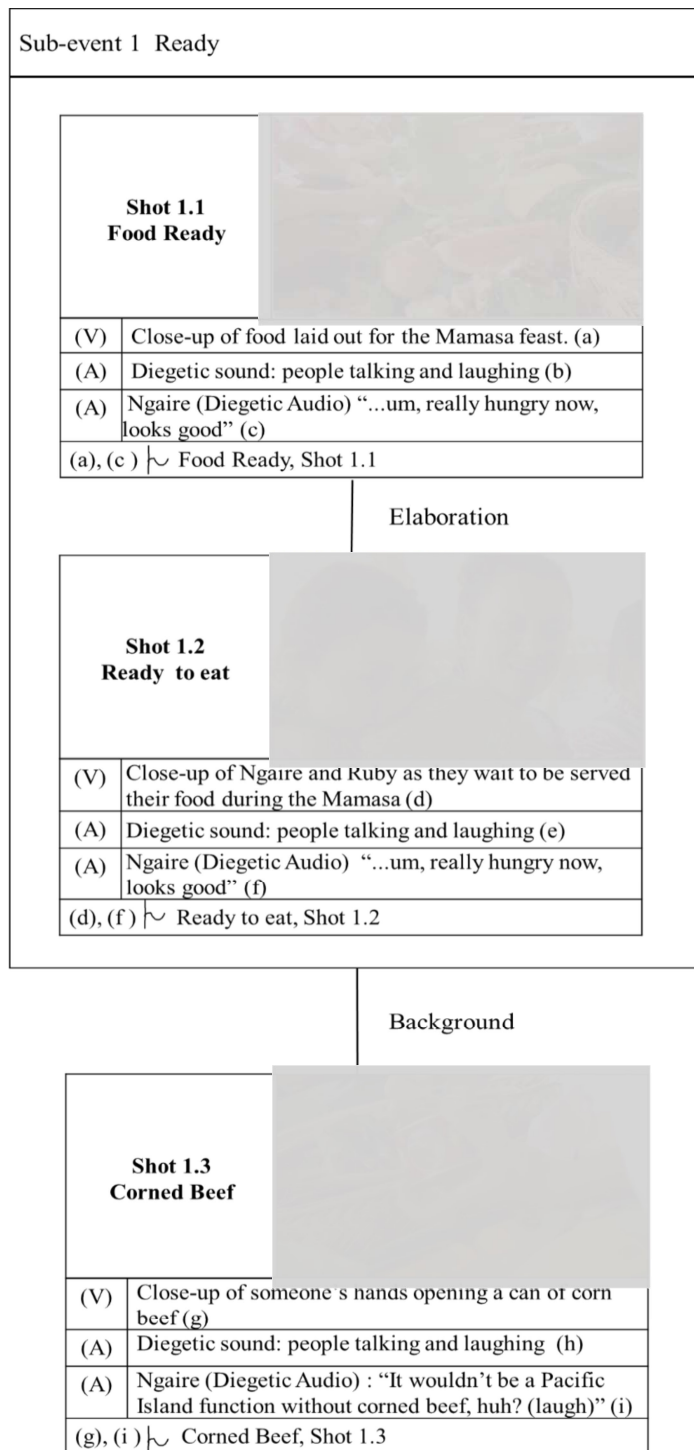 Sub-event 1 Ready
Shot 1.1
Food Ready
(V) Close-up of food laid out for the Mamasa feast. (a)
(A) Diegetic sound: people talking and laughing (b)
(A) Ngaire (Diegetic Audio) “...um, really hungry now,
looks good” (c)
(a), (c ) |~ Food Ready, Shot 1.1
Elaboration
Shot 1.2
Ready to eat
(V) Close-up of Ngaire and Ruby as they wait to be served
their food during the Mamasa (d)
(A) Diegetic sound: people talking and laughing (e)
(A) Ngaire (Diegetic Audio) “...um, really hungry now,
looks good” (f)
(d), (f ) |~ Ready to eat, Shot 1.2
Background
Shot 1.3
Corned Beef
(V) Close-up of someone’s hands opening a can of corn
beef (g)
(A) Diegetic sound: people talking and laughing (h)
(A) Ngaire (Diegetic Audio) : “It wouldn’t be a Pacific
Island function without corned beef, huh? (laugh)” (i)
(g), (i ) |~ Corned Beef, Shot 1.3